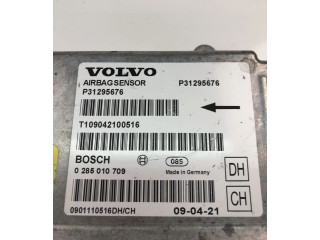 VOLVO
AIRBAGSENSOR P31295676
P31295676
T109042100516
BOSCH 085
0 285 010 709 Made in Germany DH
CH
0901110516DH/CH 09-04-21